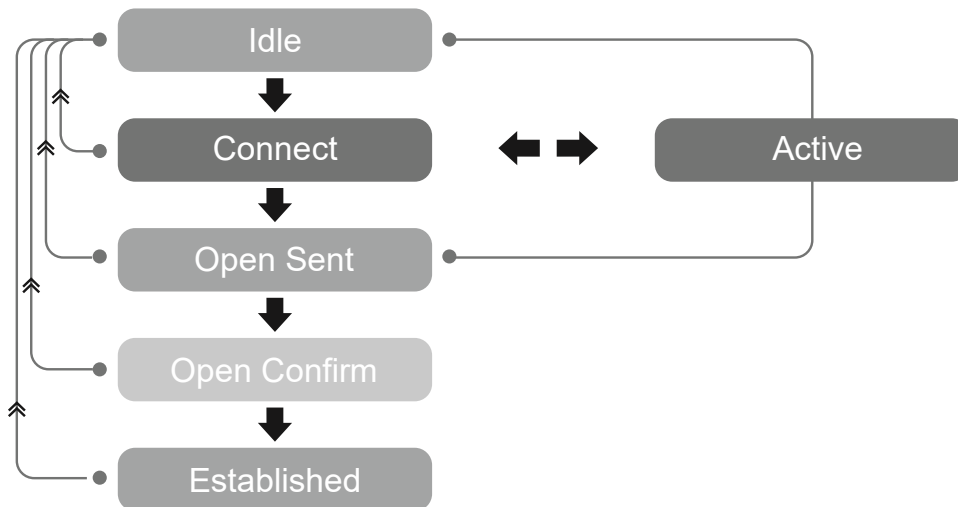 Idle
Connect
Active
Open Sent
Open Confirm
Established